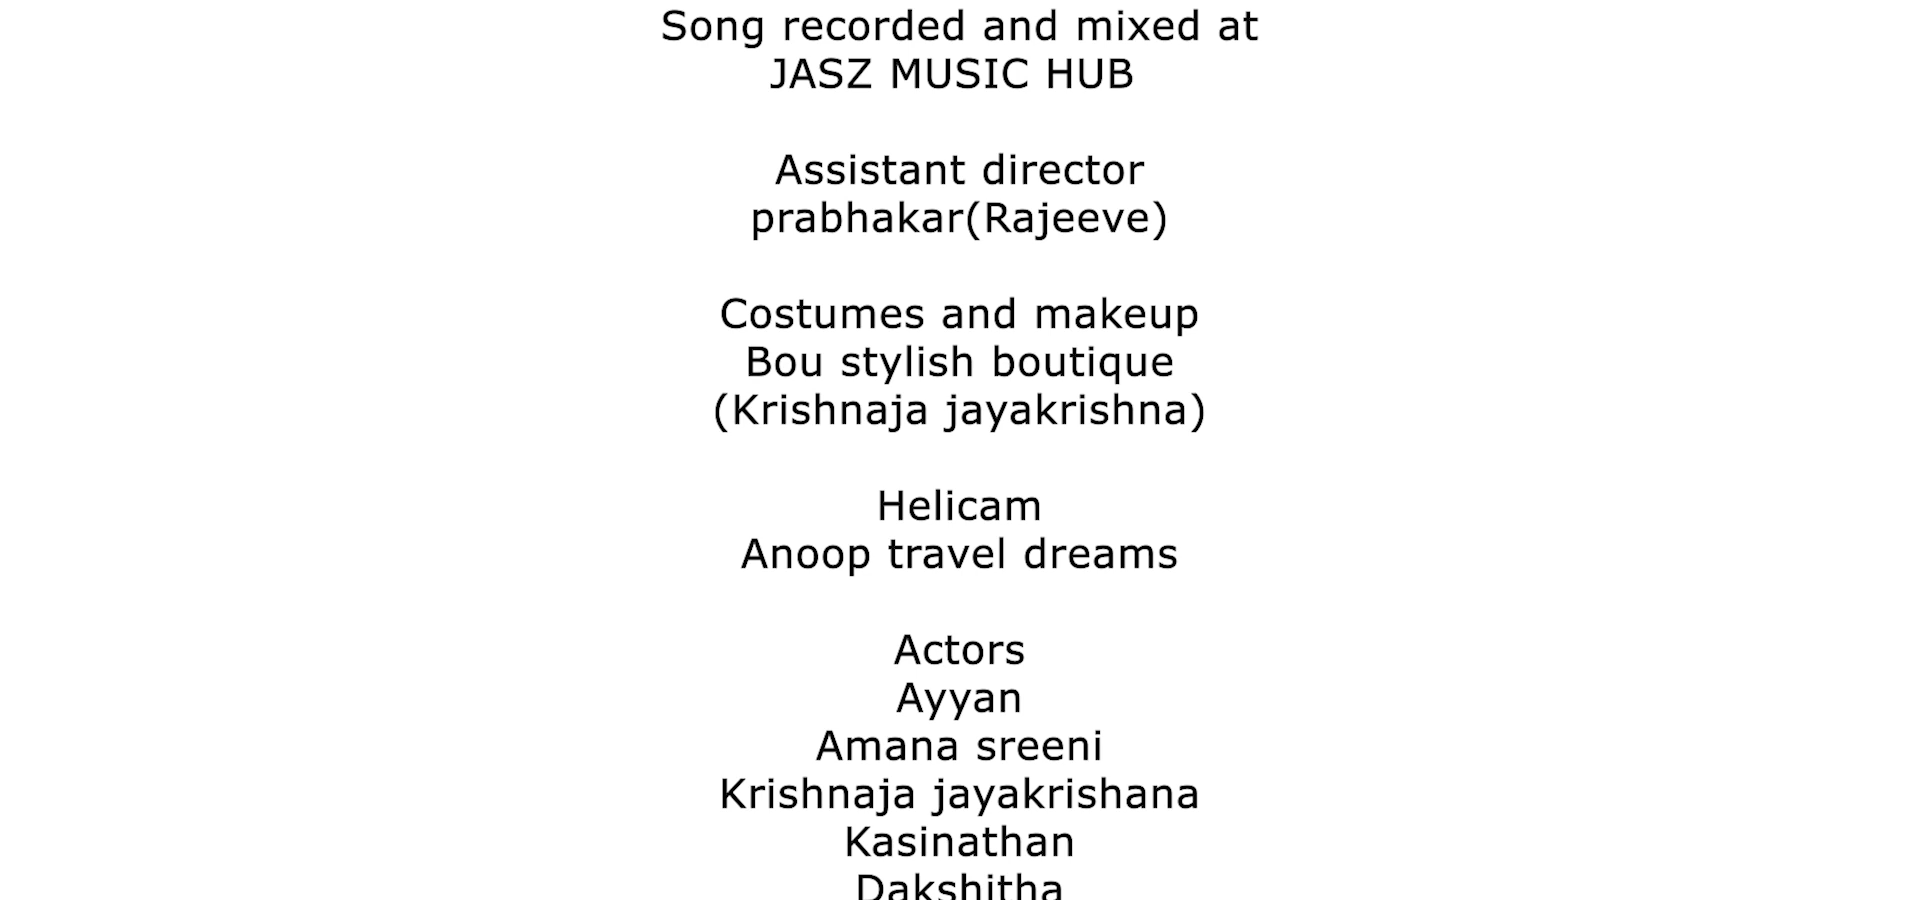 Song recorded and mixed at
JASZ MUSIC HUB
Assistant director
prabhakar(Rajeeve)
Costumes and makeup
Bou stylish boutique
(Krishnaja jayakrishna)
Helicam
Anoop travel dreams
Actors
Ayyan
Amana sreeni
Krishnaja jayakrishana
Kasinathan
Dakshitha